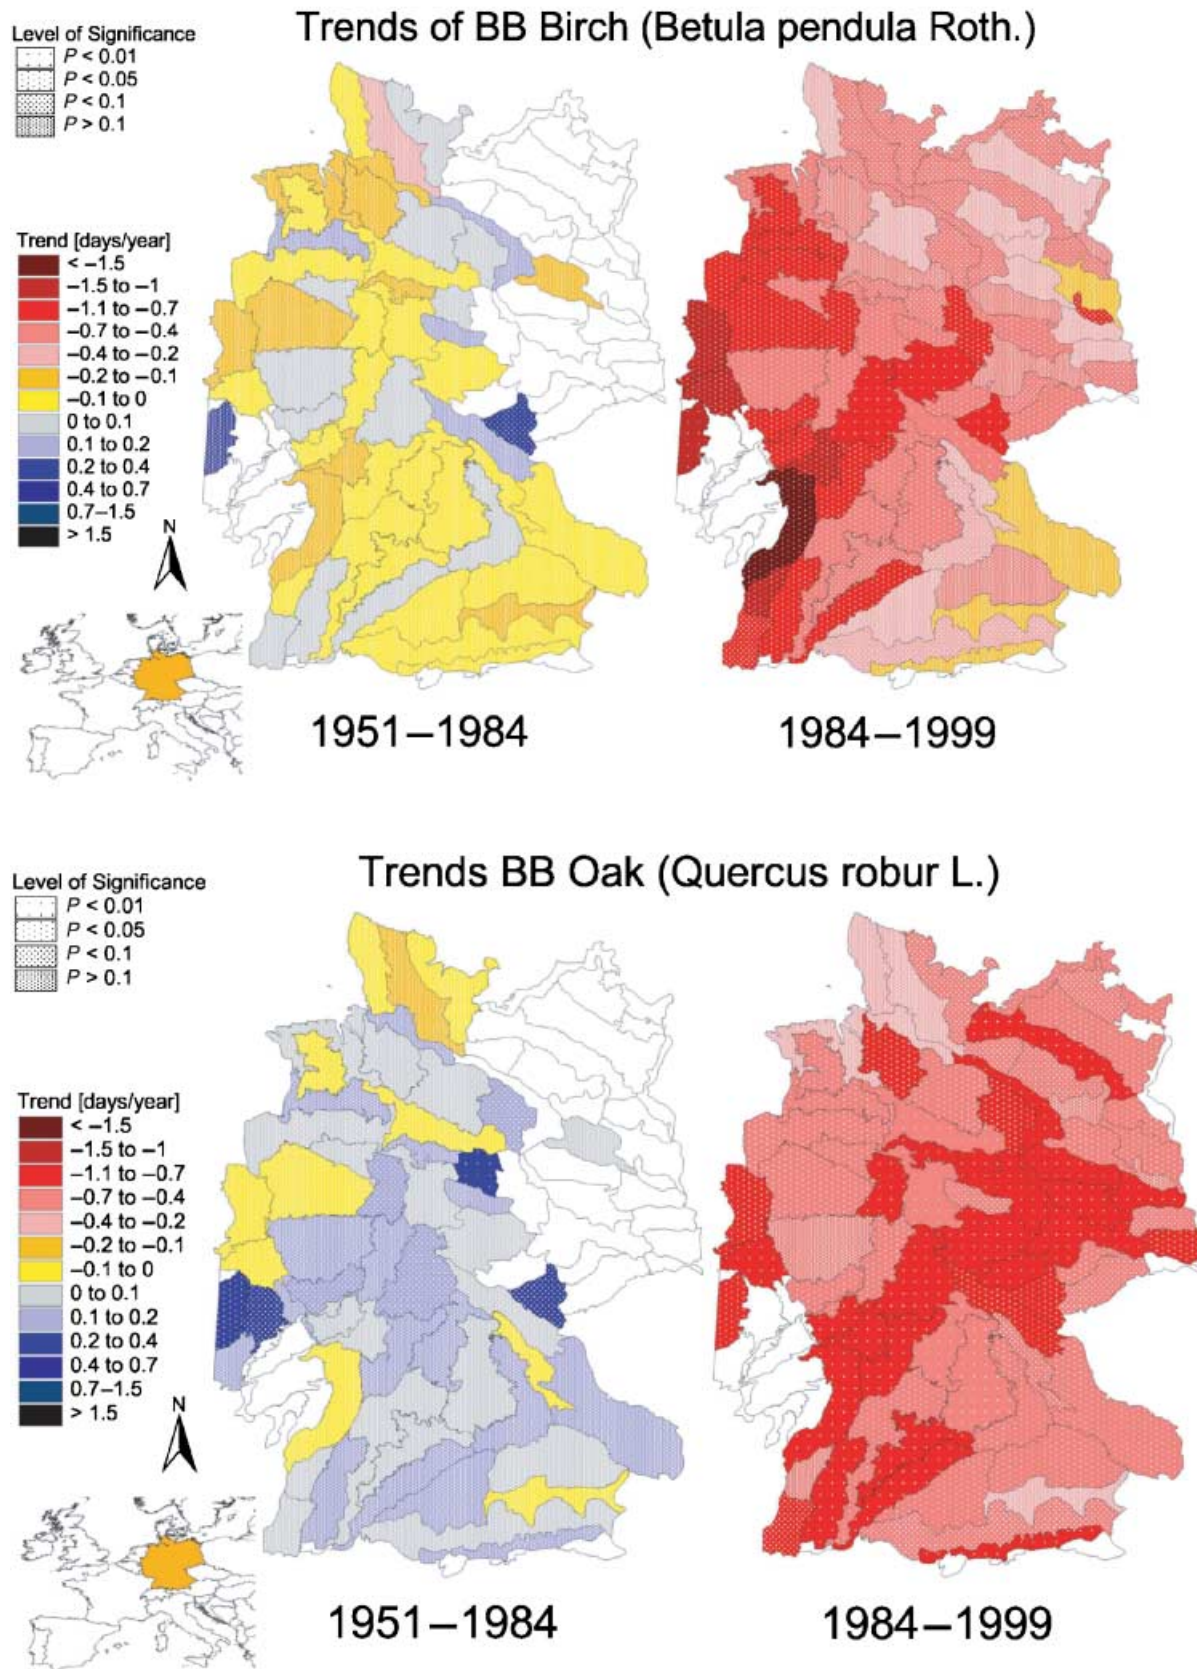 Trends of BB Birch (Betula pendula Roth.)
Level of Significance
P < 0.01
P < 0.05
P < 0.1
P > 0.1
Trend [days/year]
< –1.5
–1.5 to –1
–1.1 to –0.7
–0.7 to –0.4
–0.4 to –0.2
–0.2 to –0.1
–0.1 to 0
0 to 0.1
0.1 to 0.2
0.2 to 0.4
0.4 to 0.7
0.7–1.5
> 1.5
N
1951–1984
1984–1999
Trends BB Oak (Quercus robur L.)
Level of Significance
P < 0.01
P < 0.05
P < 0.1
P > 0.1
Trend [days/year]
< –1.5
–1.5 to –1
–1.1 to –0.7
–0.7 to –0.4
–0.4 to –0.2
–0.2 to –0.1
–0.1 to 0
0 to 0.1
0.1 to 0.2
0.2 to 0.4
0.4 to 0.7
0.7–1.5
> 1.5
N
1951–1984
1984–1999